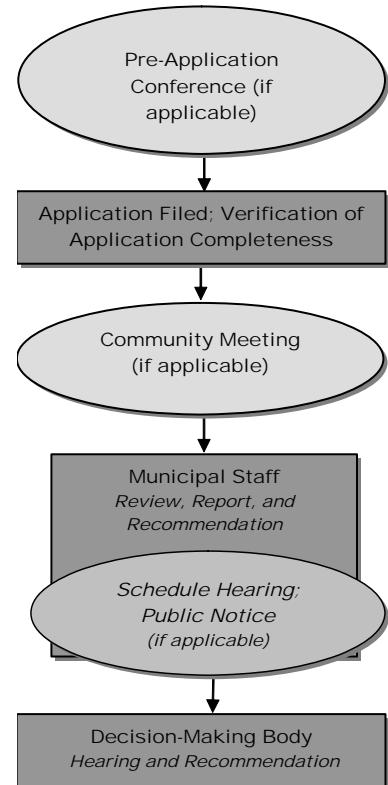 Pre-Application
Conference (if
applicable)
Application Filed; Verification of
Application Completeness
Community Meeting
(if applicable)
Municipal Staff
Review, Report, and
Recommendation
Schedule Hearing;
Public Notice
(if applicable)
Decision-Making Body
Hearing and Recommendation